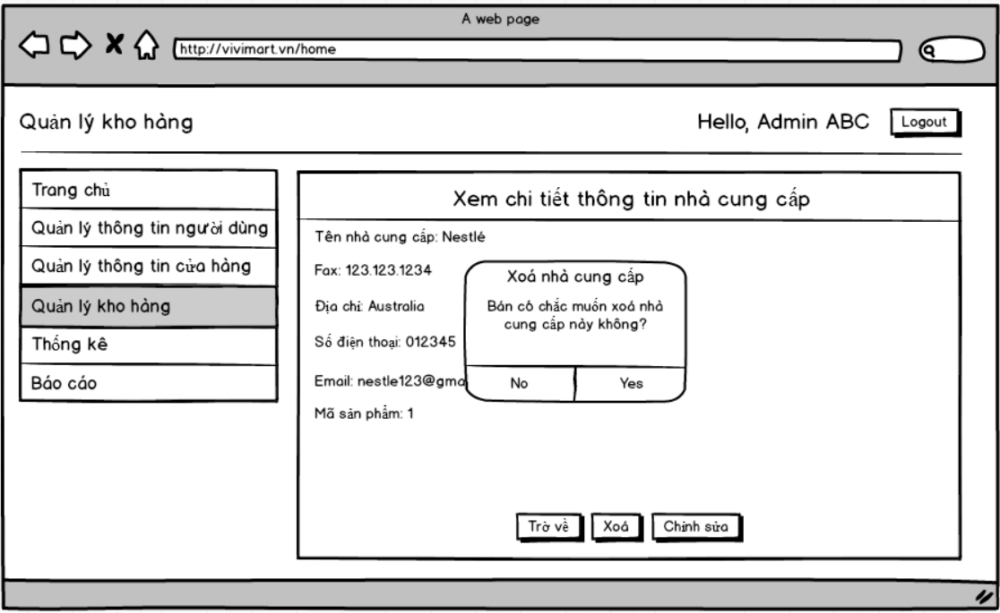 A web page
http://vivimart.vn/home
Quản lý kho hàng
Hello, Admin ABC
Logout
Trang chủ
Quản lý thông tin người dùng
Quản lý thông tin cửa hàng
Quản lý kho hàng
Thống kê
Báo cáo
Xem chi tiết thông tin nhà cung cấp
Tên nhà cung cấp: Nestlé
Fax: 123.123.1234
Địa chỉ: Australia
Số điện thoại: 012345
Email: nestle123@gma
Mã sản phẩm: 1
Xoá nhà cung cấp
Bán có chắc muốn xoá nhà
cung cấp này không?
No
Yes
Trở về
Xoá
Chỉnh sửa